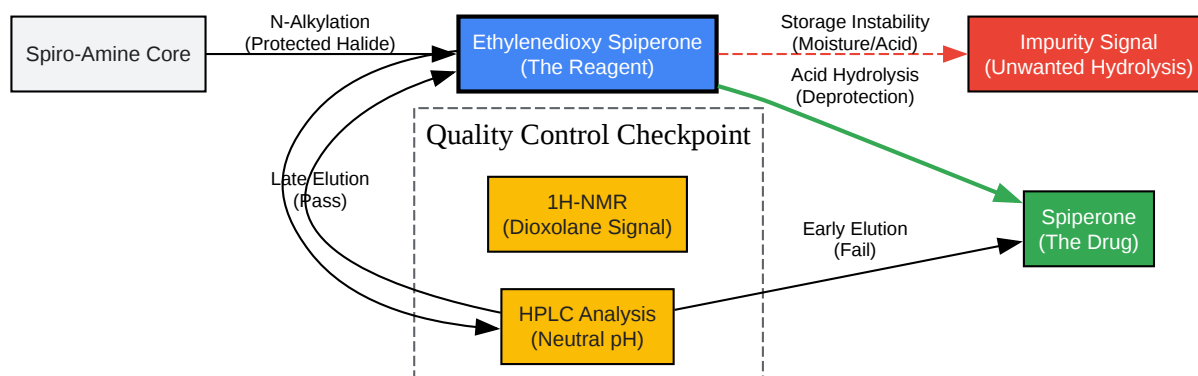 Spiro-Amine Core
N-Alkylation
(Protected Halide)
Ethylenedioxy Spiperone
(The Reagent)
Storage Instability
(Moisture/Acid)
Impurity Signal
(Unwanted Hydrolysis)
Acid Hydrolysis
(Deprotection)
Quality Control Checkpoint
Late Elution
(Pass)
1H-NMR
(Dioxolane Signal)
Early Elution
(Fail)
Spiperone
(The Drug)
HPLC Analysis
(Neutral pH)